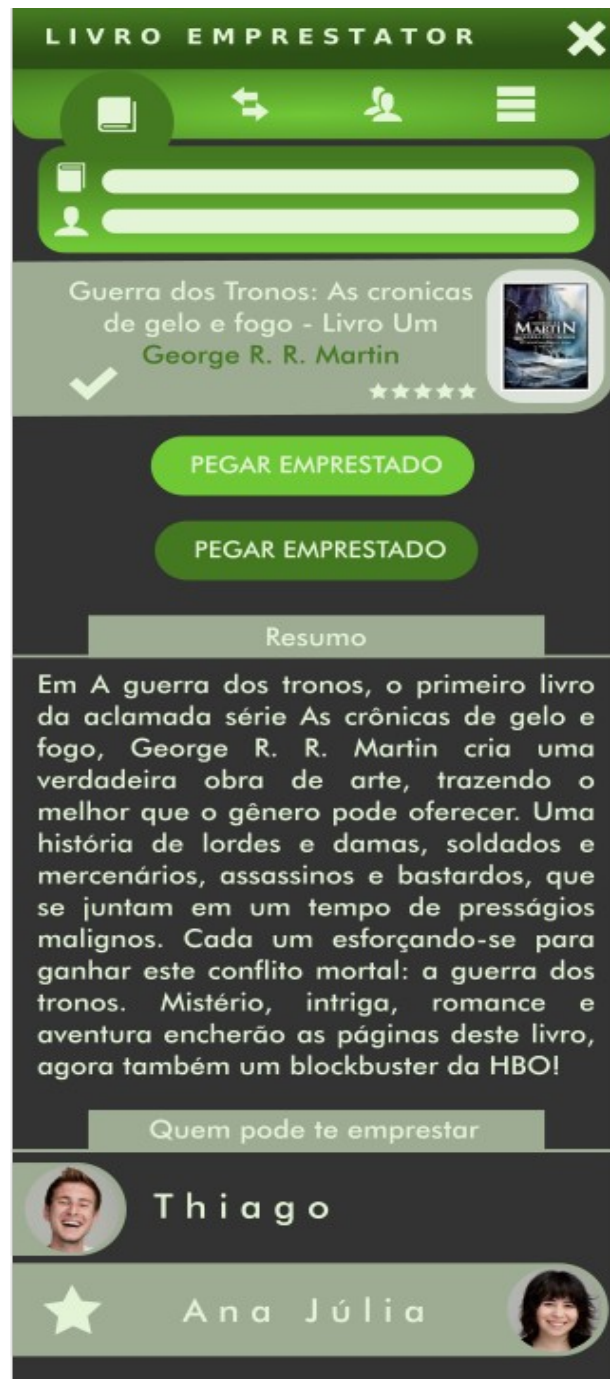 LIVRO EMPRESTATOR
Guerra dos Tronos: As cronicas
de gelo e fogo - Livro Um
George R. R. Martin
MARTIN
PEGAR EMPRESTADO
PEGAR EMPRESTADO
Resumo
Em A guerra dos tronos, o primeiro livro
da aclamada série As crônicas de gelo e
fogo, George R. R. Martin cria uma
verdadeira obra de arte, trazendo o
melhor que o gênero pode oferecer. Uma
história de lordes e damas, soldados e
mercenários, assassinos e bastardos, que
se juntam em um tempo de presságios
malignos. Cada um esforçando-se para
ganhar este conflito mortal: a guerra dos
tronos. Mistério, intriga, romance e
aventura encherão as páginas deste livro,
agora também um blockbuster da HBO!
Quem pode te emprestar
Thiago
Ana Júlia